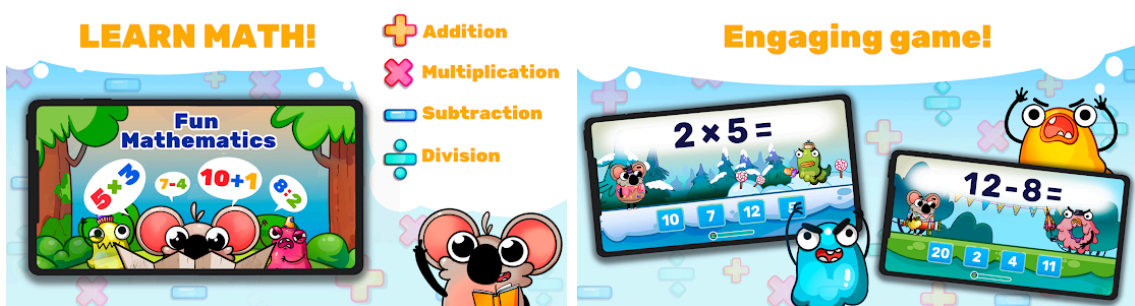 LEARN MATH!
Addition
Multiplication
Subtraction
Division
Fun
Mathematics
5×3
7-4
10+1
8:2
Engaging game!
2×5=
10 7 12 5
12-8=
20 2 4 11